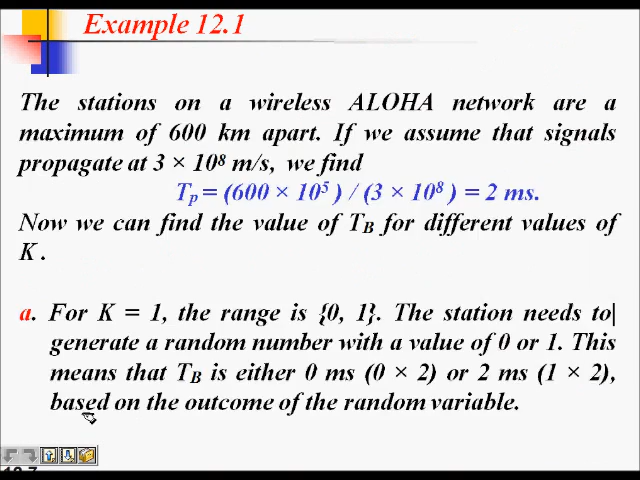 Example 12.1
The stations on a wireless ALOHA network are a
maximum of 600 km apart. If we assume that signals
propagate at 3 × 10⁸ m/s, we find
Tₚ = (600 × 10⁵ ) / (3 × 10⁸ ) = 2 ms.
Now we can find the value of T_B for different values of
K .
a. For K = 1, the range is {0, 1}. The station needs to|
generate a random number with a value of 0 or 1. This
means that T_B is either 0 ms (0 × 2) or 2 ms (1 × 2),
based on the outcome of the random variable.